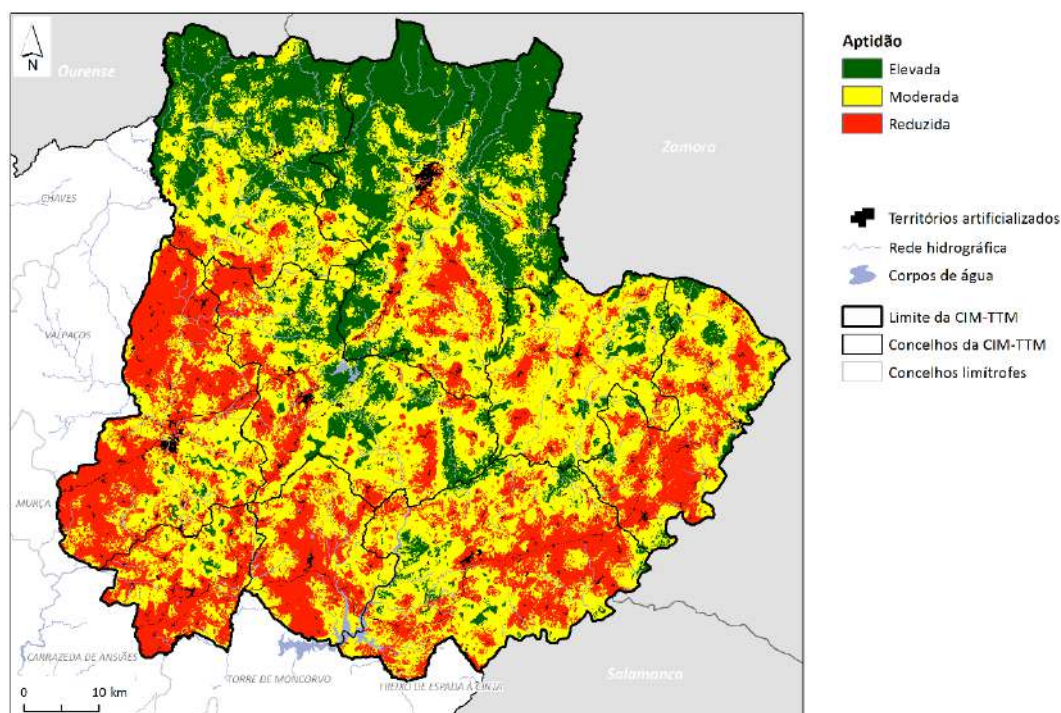 N
Ourense
Zamora
CHAVES
VALPAÇOS
MURÇA
CARRAZEDA DE ANSIÃES
TORRE DE MONCORVO
FREIXO DE ESPADA À CINTA
Salamanca
0 10 km
Aptidão
Elevada
Moderada
Reduzida
Territórios artificializados
Rede hidrográfica
Corpos de água
Limite da CIM-TTM
Concelhos da CIM-TTM
Concelhos limítrofes